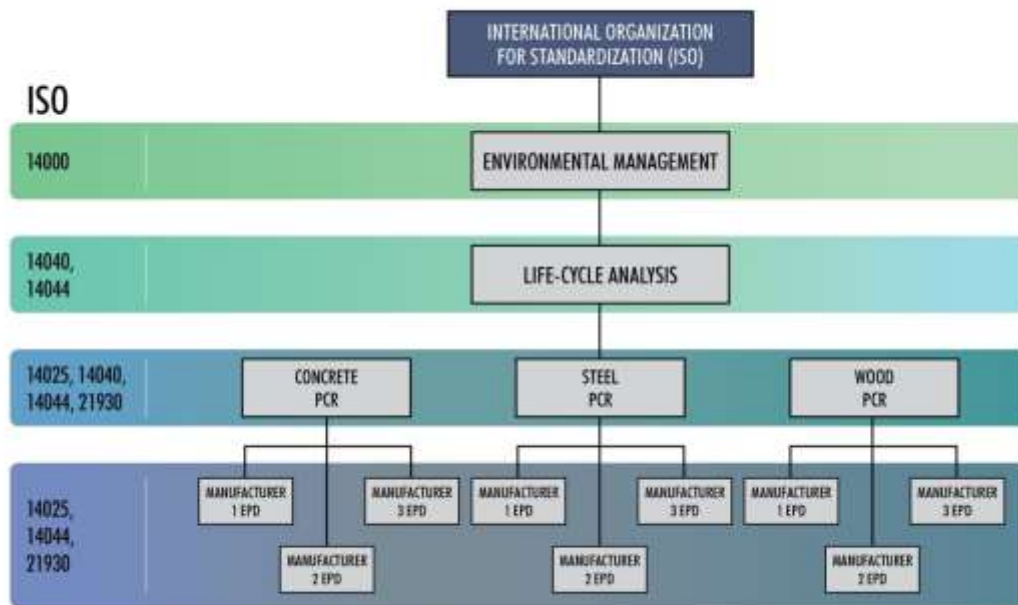 INTERNATIONAL ORGANIZATION
FOR STANDARDIZATION (ISO)
ISO
14000
ENVIRONMENTAL MANAGEMENT
14040,
14044
LIFE-CYCLE ANALYSIS
14025, 14040,
14044, 21930
CONCRETE
PCR
STEEL
PCR
WOOD
PCR
14025,
14044,
21930
MANUFACTURER
1 EPD
MANUFACTURER
3 EPD
MANUFACTURER
2 EPD
MANUFACTURER
1 EPD
MANUFACTURER
3 EPD
MANUFACTURER
2 EPD
MANUFACTURER
1 EPD
MANUFACTURER
3 EPD
MANUFACTURER
2 EPD